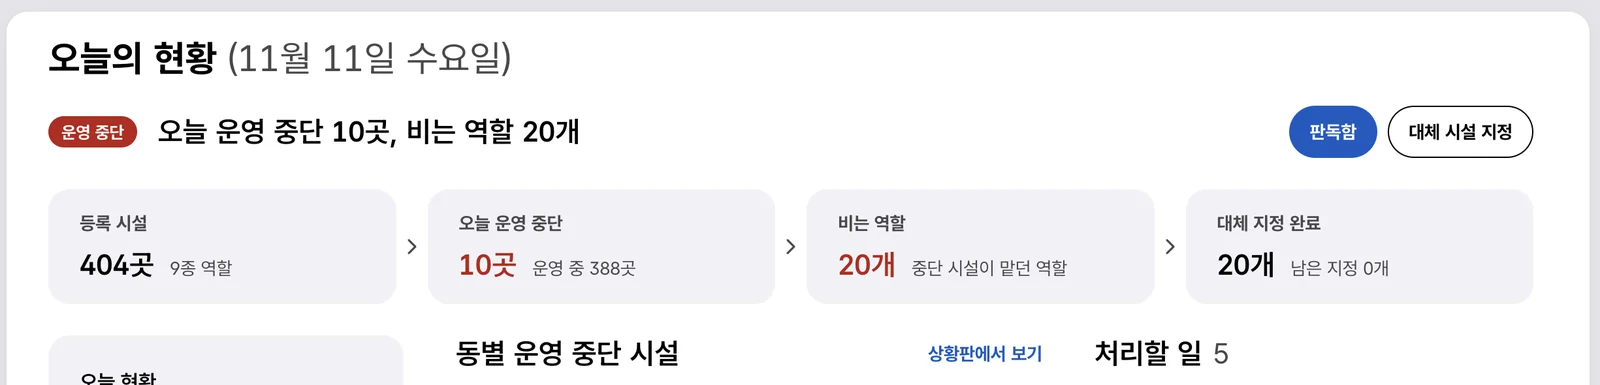 오늘의 현황 (11월 11일 수요일)
운영 중단 오늘 운영 중단 10곳, 비는 역할 20개
판독함 대체 시설 지정
등록 시설
404곳 9종 역할
오늘 운영 중단
10곳 운영 중 388곳
비는 역할
20개 중단 시설이 맡던 역할
대체 지정 완료
20개 남은 지정 0개
오늘 현황
동별 운영 중단 시설
상황판에서 보기
처리할 일 5